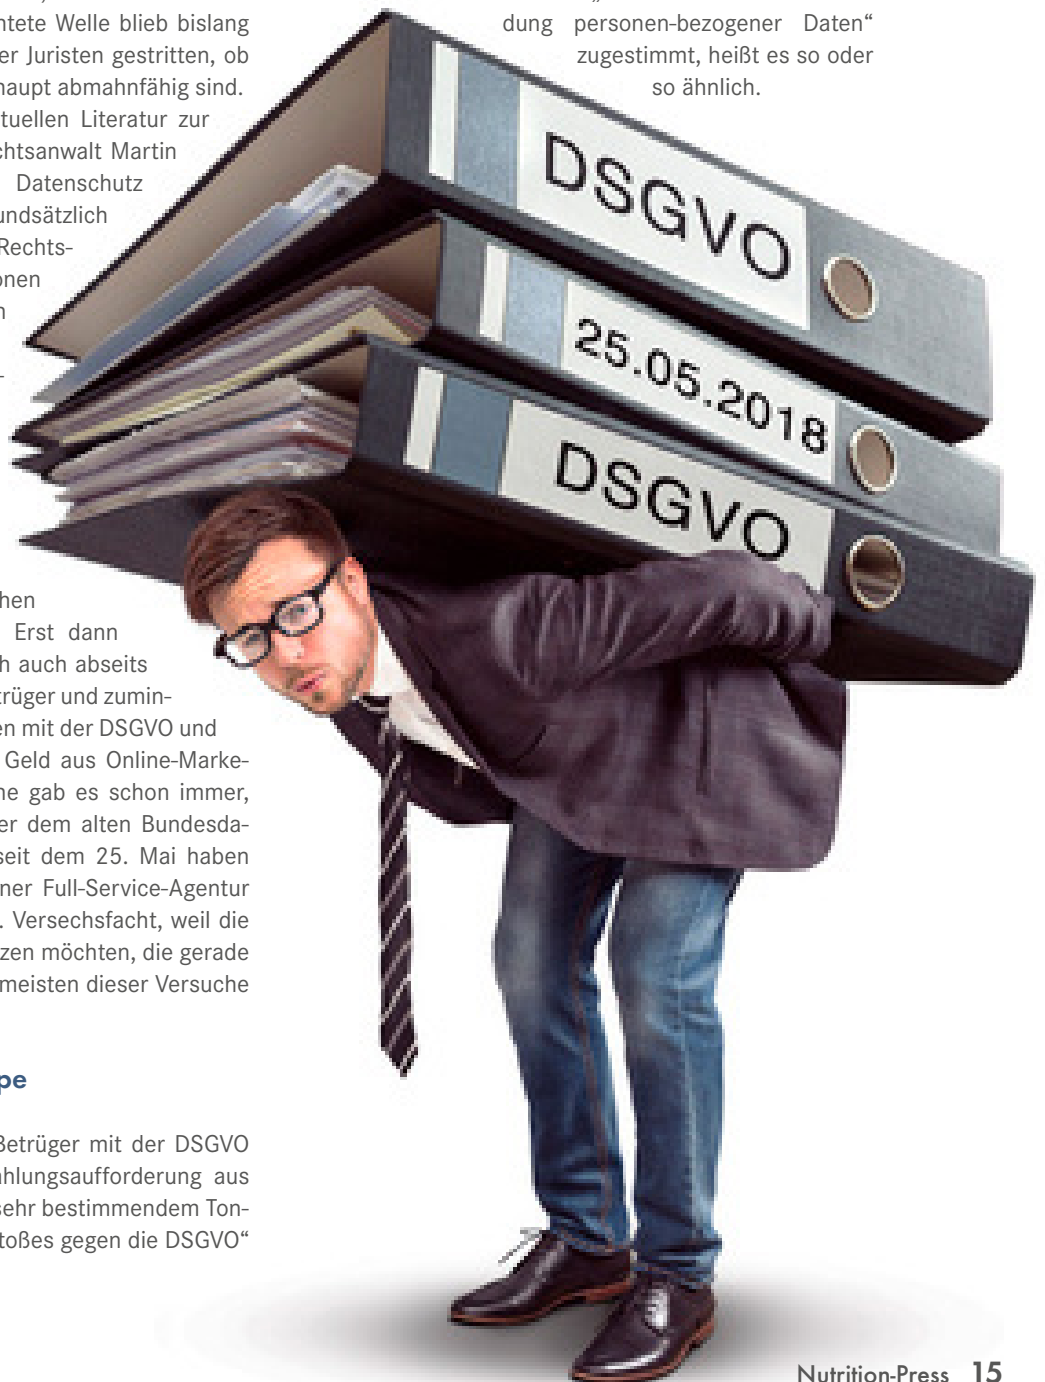 ntete Welle blieb bislang
er Juristen gestritten, ob
haupt abmahnfähig sind.
tuellen Literatur zur
chtsanwalt Martin
Datenschutz
undsätzlich
Rechts-
onen
n
-
chen
Erst dann
h auch abseits
trüger und zumin-
en mit der DSGVO und
Geld aus Online-Marke-
ne gab es schon immer,
er dem alten Bundesda-
seit dem 25. Mai haben
ner Full-Service-Agentur
. Versechsfacht, weil die
zen möchten, die gerade
meisten dieser Versuche
pe
Betrüger mit der DSGVO
ahlungsaufforderung aus
sehr bestimmendem Ton-
toßes gegen die DSGVO“
dung personen-bezogener Daten“
zugestimmt, heißt es so oder
so ähnlich.
DSGVO
25.05.2018
DSGVO
Nutrition-Press 15